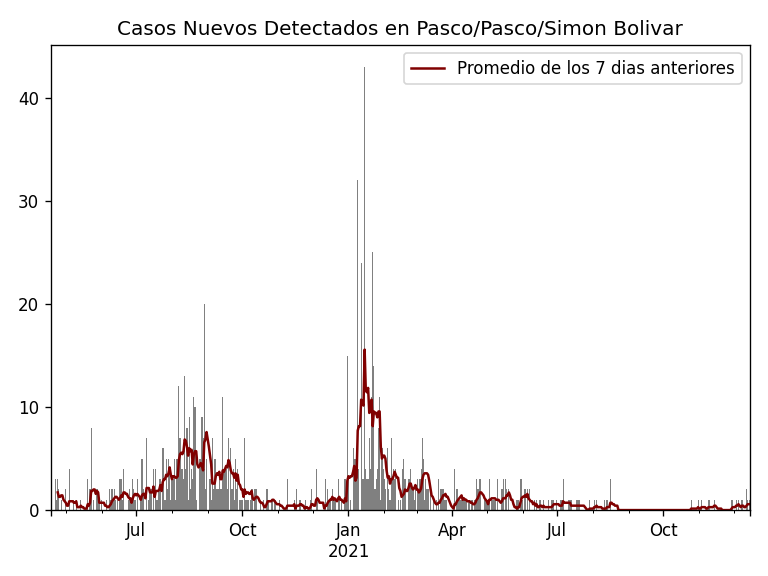 Casos Nuevos Detectados en Pasco/Pasco/Simon Bolivar
Promedio de los 7 dias anteriores
40
30
20
10
0
Jul Oct Jan Apr Jul Oct
2021